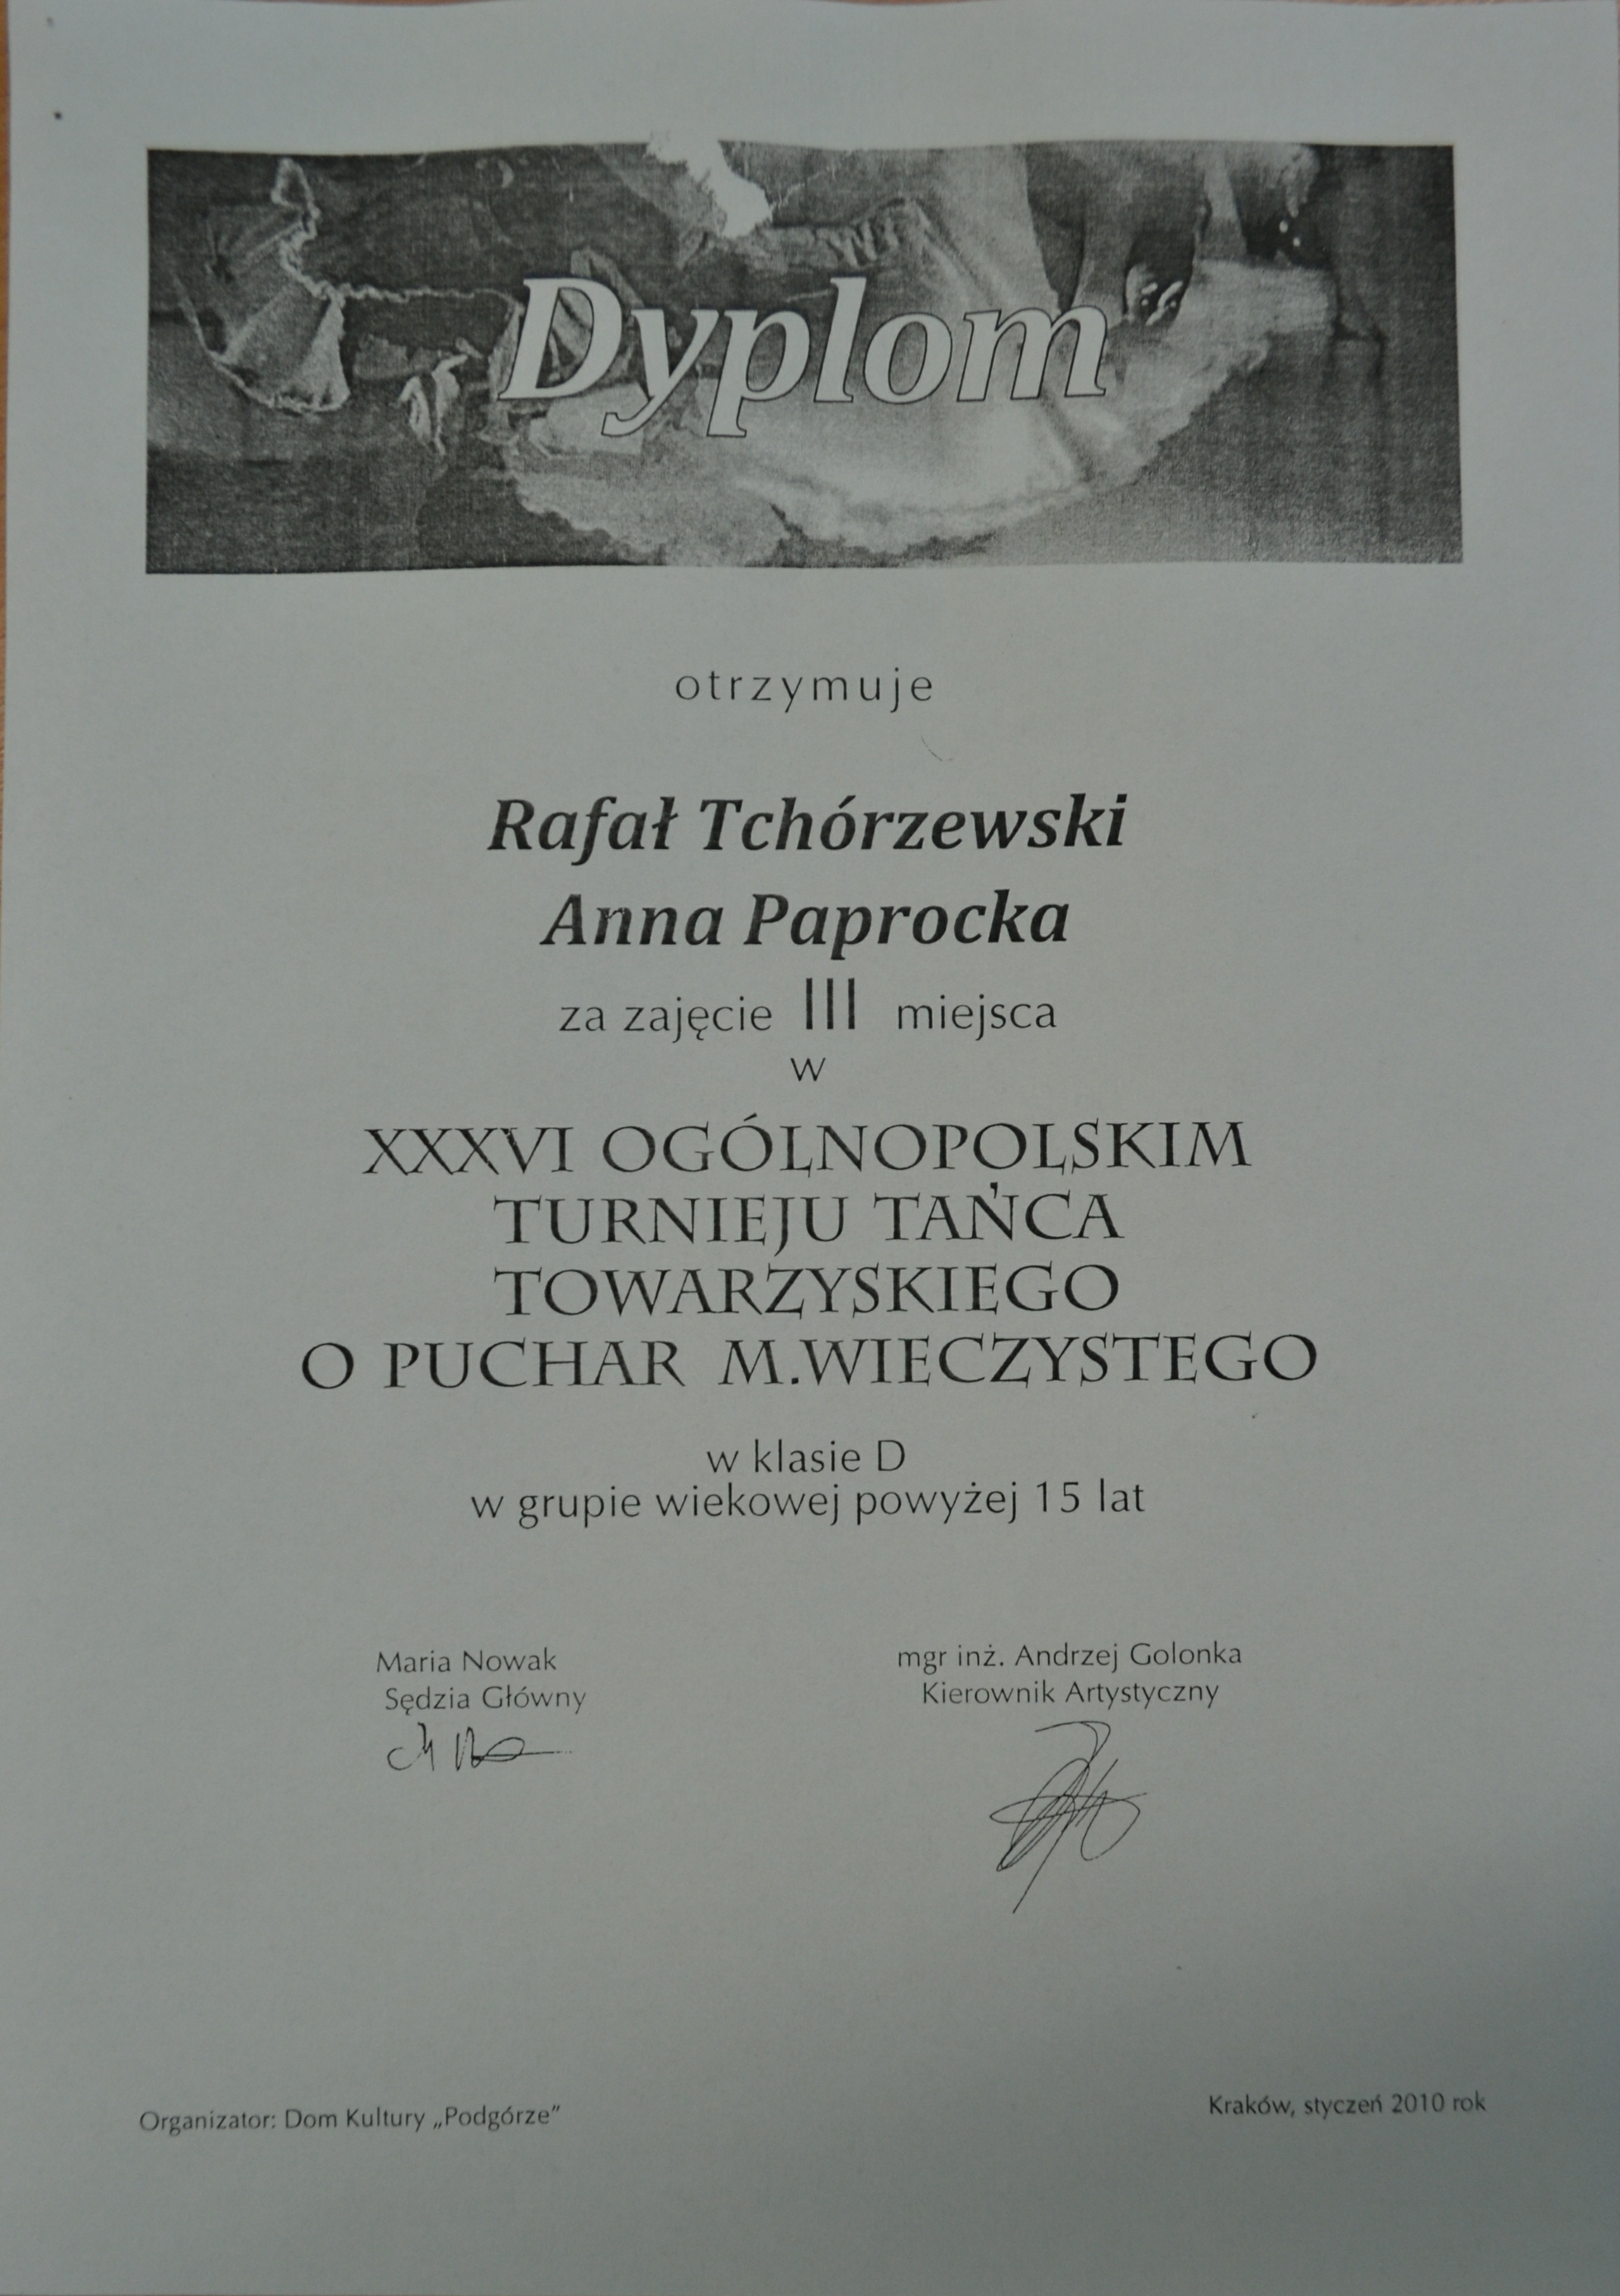 Dyplom
otrzymuje
Rafał Tchórzewski
Anna Paprocka
za zajęcie III miejsca
w
XXXVI OGÓLNOPOLSKIM
TURNIEJU TAŃCA
TOWARZYSKIEGO
O PUCHAR M.WIECZYSTEGO
w klasie D
w grupie wiekowej powyżej 15 lat
Maria Nowak
Sędzia Główny
mgr inż. Andrzej Golonka
Kierownik Artystyczny
Organizator: Dom Kultury „Podgórze”
Kraków, styczeń 2010 rok